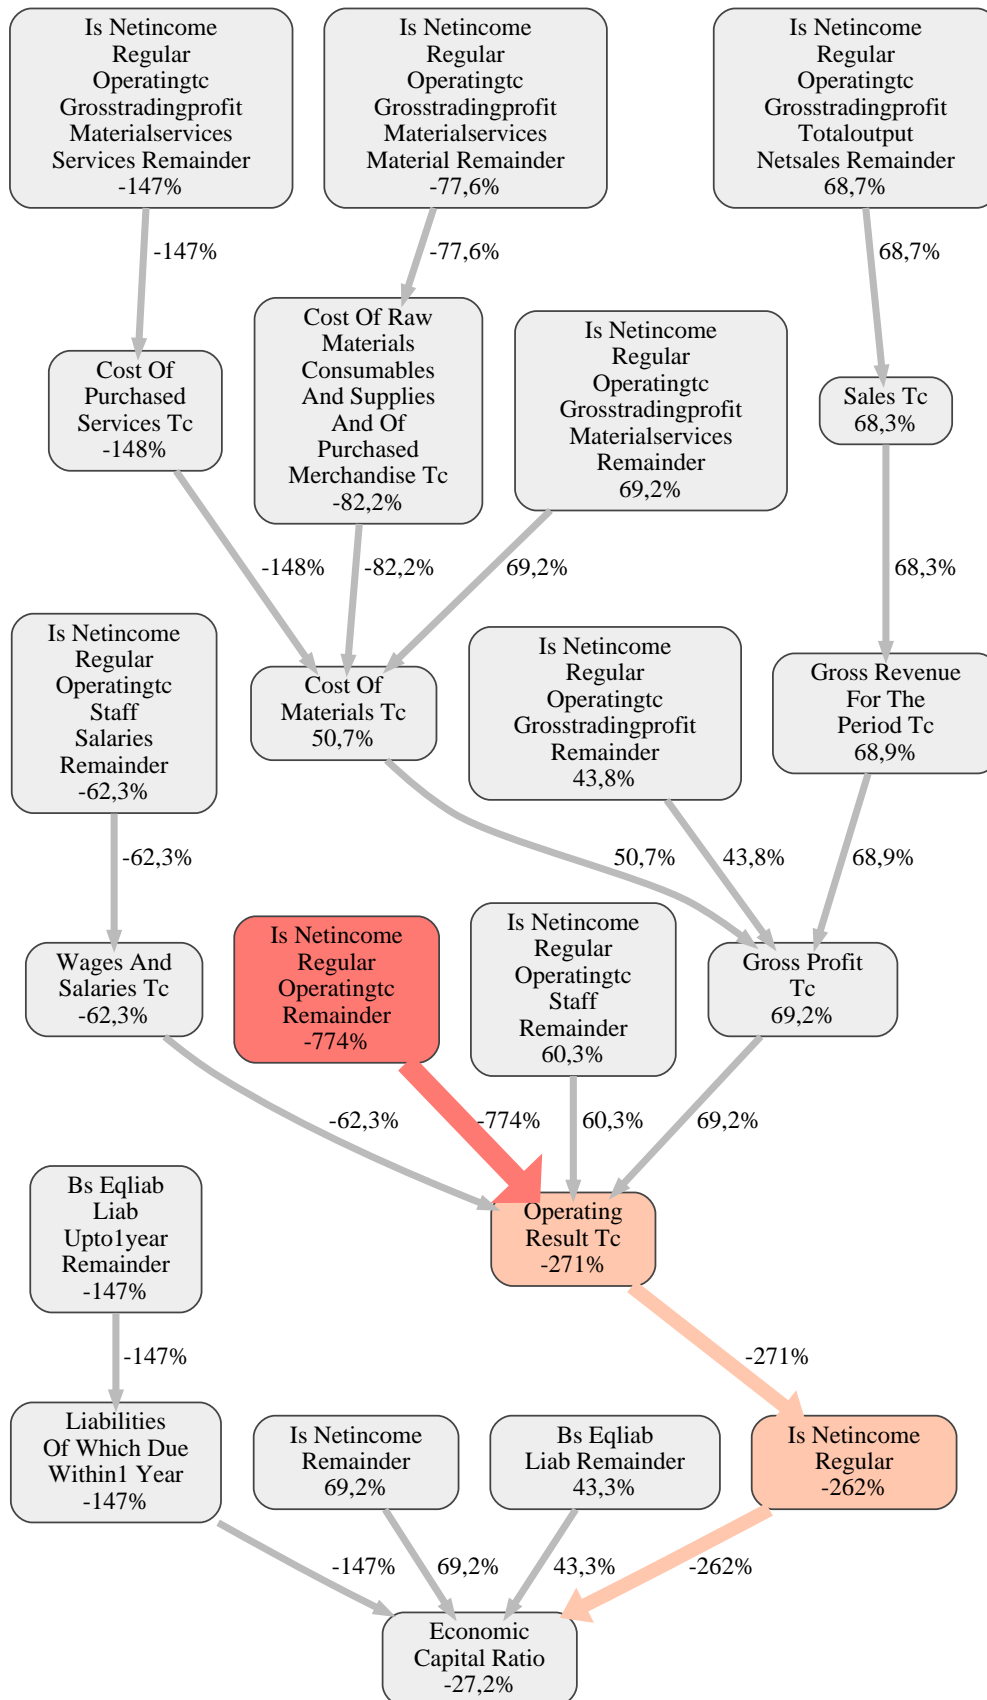 Is Netincome
Regular
Operatingtc
Grosstradingprofit
Materialservices
Services Remainder
-147%
Is Netincome
Regular
Operatingtc
Grosstradingprofit
Materialservices
Material Remainder
-77,6%
Is Netincome
Regular
Operatingtc
Grosstradingprofit
Totaloutput
Netsales Remainder
68,7%
-147%
-77,6%
68,7%
Cost Of
Purchased
Services Tc
-148%
Cost Of Raw
Materials
Consumables
And Supplies
And Of
Purchased
Merchandise Tc
-82,2%
Is Netincome
Regular
Operatingtc
Grosstradingprofit
Materialservices
Remainder
69,2%
Sales Tc
68,3%
-148%
-82,2%
69,2%
68,3%
Is Netincome
Regular
Operatingtc
Staff
Salaries
Remainder
-62,3%
Cost Of
Materials Tc
50,7%
Is Netincome
Regular
Operatingtc
Grosstradingprofit
Remainder
43,8%
Gross Revenue
For The
Period Tc
68,9%
-62,3%
50,7%
43,8%
68,9%
Wages And
Salaries Tc
-62,3%
Is Netincome
Regular
Operatingtc
Remainder
-774%
Is Netincome
Regular
Operatingtc
Staff
Remainder
60,3%
Gross Profit
Tc
69,2%
-62,3%
-774%
60,3%
69,2%
Bs Eqliab
Liab
Upto1year
Remainder
-147%
Operating
Result Tc
-271%
-147%
-271%
Liabilities
Of Which Due
Within1 Year
-147%
Is Netincome
Remainder
69,2%
Bs Eqliab
Liab Remainder
43,3%
Is Netincome
Regular
-262%
-147%
69,2%
43,3%
-262%
Economic
Capital Ratio
-27,2%